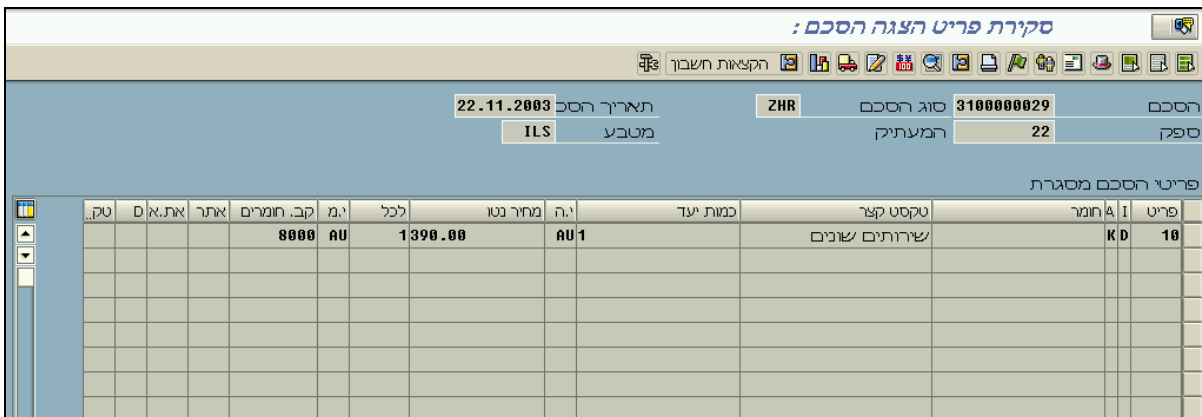 סקירת פריט הצגה הסכם :
הקצאות חשבון
הסכם 3100000029 סוג הסכם ZHR תאריך הסכ 22.11.2003
ספק 22 המעתיק מטבע ILS
פריטי הסכם מסגרת
פריט I A חומר טקסט קצר כמות יעד י.ה מחיר נטו לכל י.מ קב. חומרים אתר את.א D טק..
10 D K שירותים שונים 1 AU 390.00 1 AU 8000